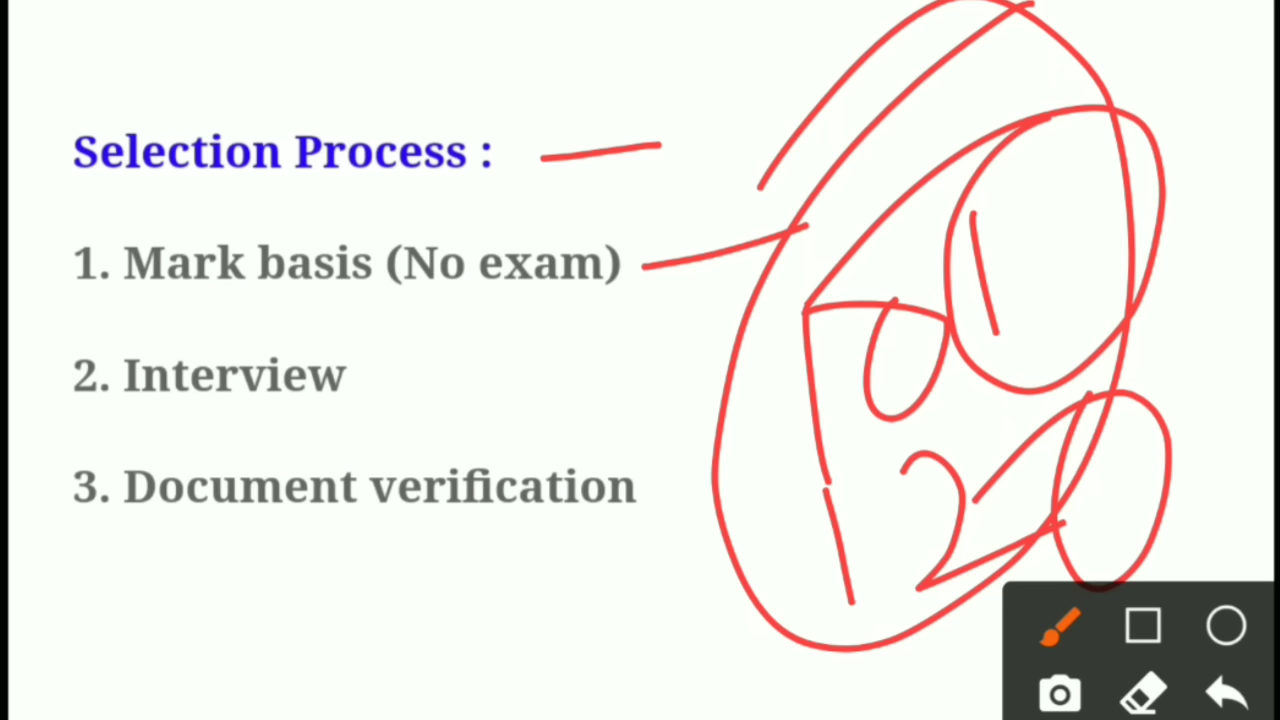 Selection Process :
1. Mark basis (No exam)
2. Interview
3. Document verification